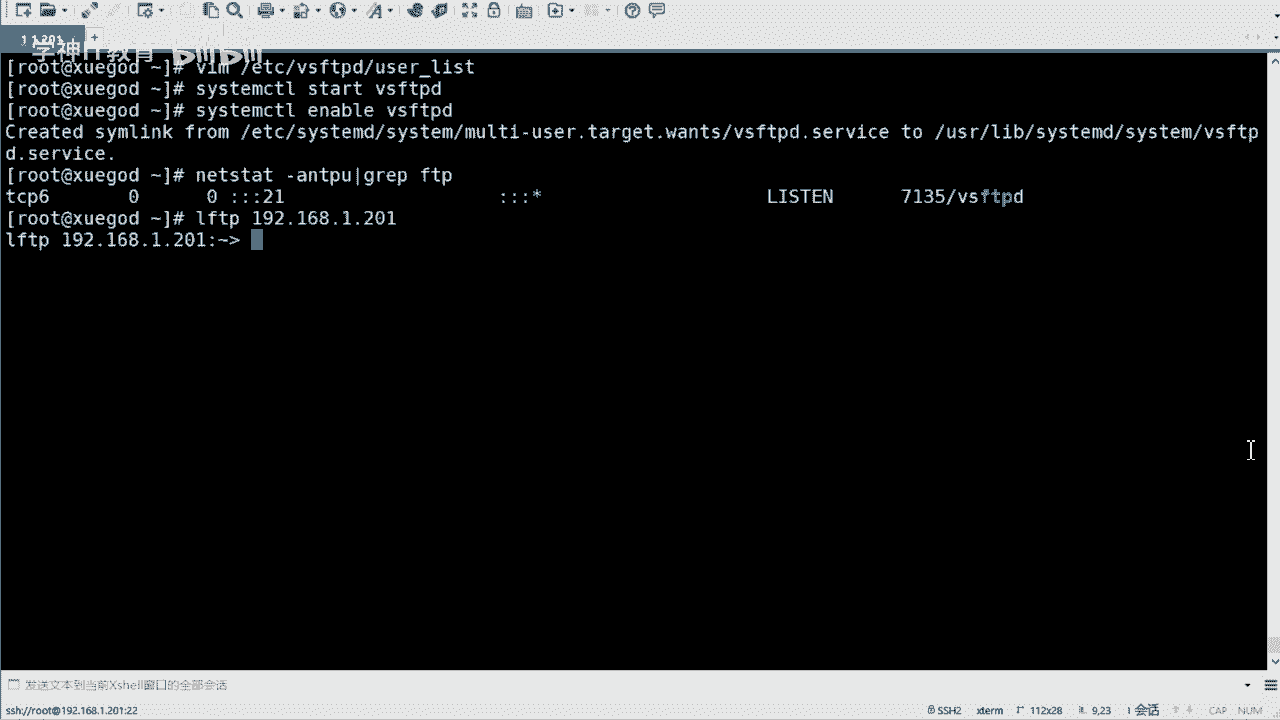 1 1.201
学神IT教育 bilibili
[root@xuegod ~]# vim /etc/vsftpd/user_list
[root@xuegod ~]# systemctl start vsftpd
[root@xuegod ~]# systemctl enable vsftpd
Created symlink from /etc/systemd/system/multi-user.target.wants/vsftpd.service to /usr/lib/systemd/system/vsftp
d.service.
[root@xuegod ~]# netstat -antpu|grep ftp
tcp6       0      0 :::21                   :::*                    LISTEN      7135/vsftpd
[root@xuegod ~]# lftp 192.168.1.201
lftp 192.168.1.201:~>
发送文本到当前Xshell窗口的全部会话
ssh://root@192.168.1.201:22 SSH2 xterm 112x28 9,23 1 会话 CAP NUM